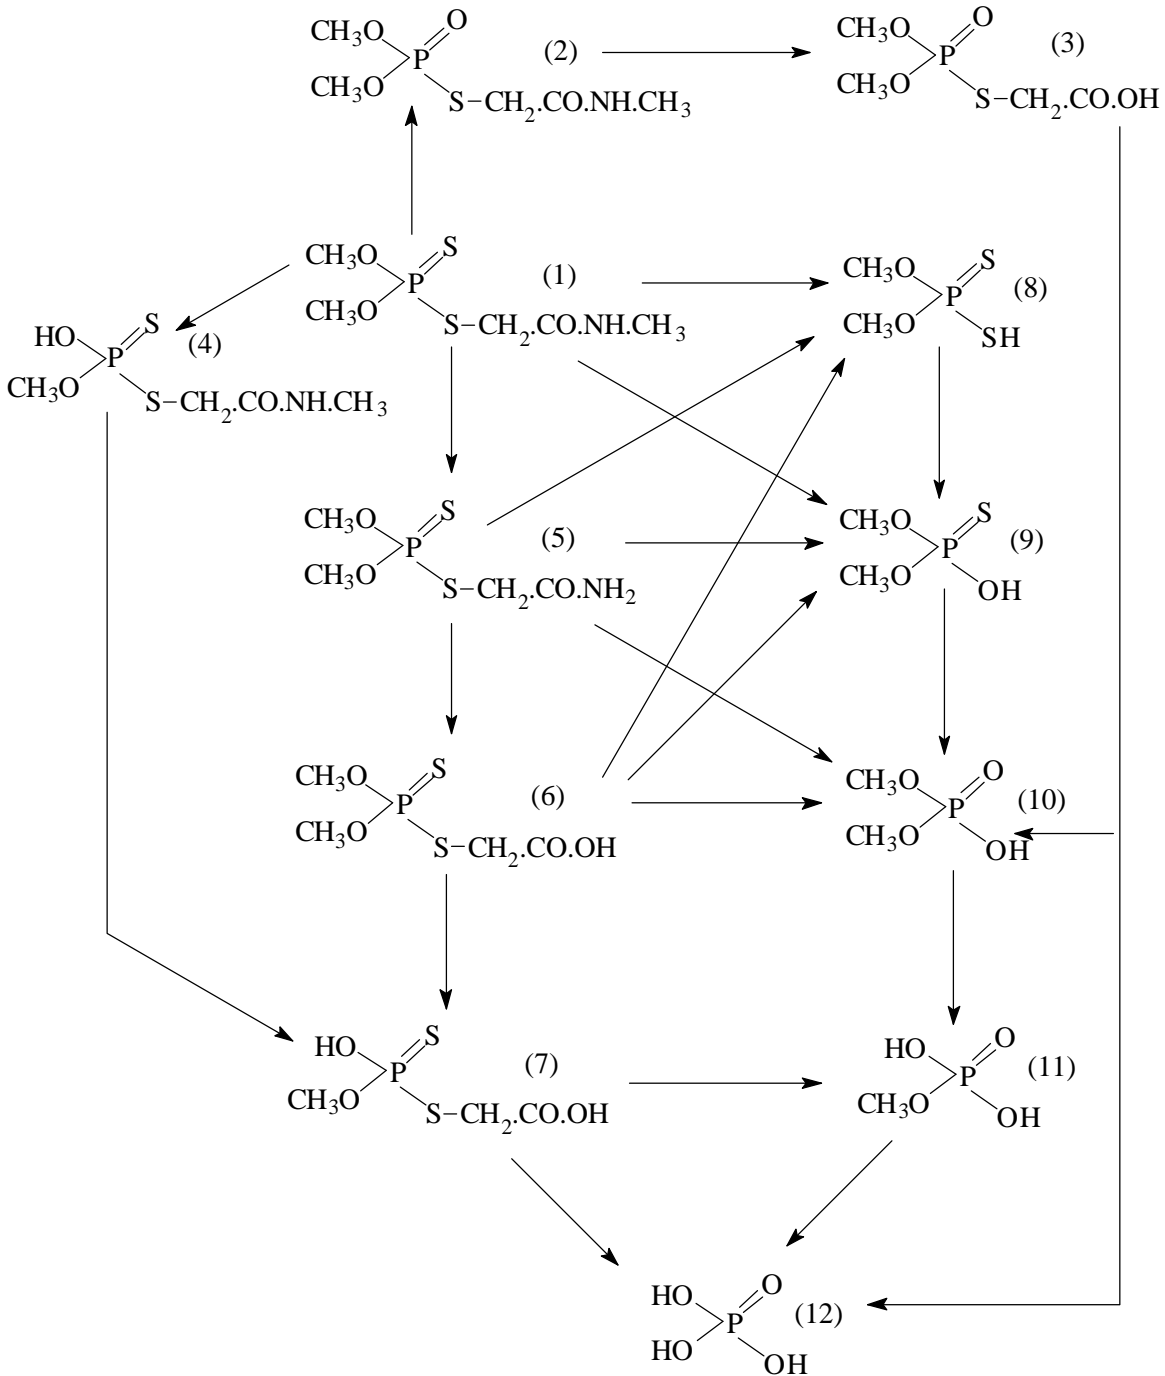 CH3O O CH3O O
P (2) P (3)
CH3O CH3O
S–CH2.CO.NH.CH3 S–CH2.CO.OH
CH3O S CH3O S
P (1) P (8)
CH3O CH3O
S–CH2.CO.NH.CH3 SH
HO S
P (4)
CH3O
S–CH2.CO.NH.CH3
CH3O S CH3O S
P (5) P (9)
CH3O CH3O
S–CH2.CO.NH2 OH
CH3O S CH3O O
P (6) P (10)
CH3O CH3O
S–CH2.CO.OH OH
HO S HO O
P (7) P (11)
CH3O CH3O
S–CH2.CO.OH OH
HO O
P (12)
HO
OH